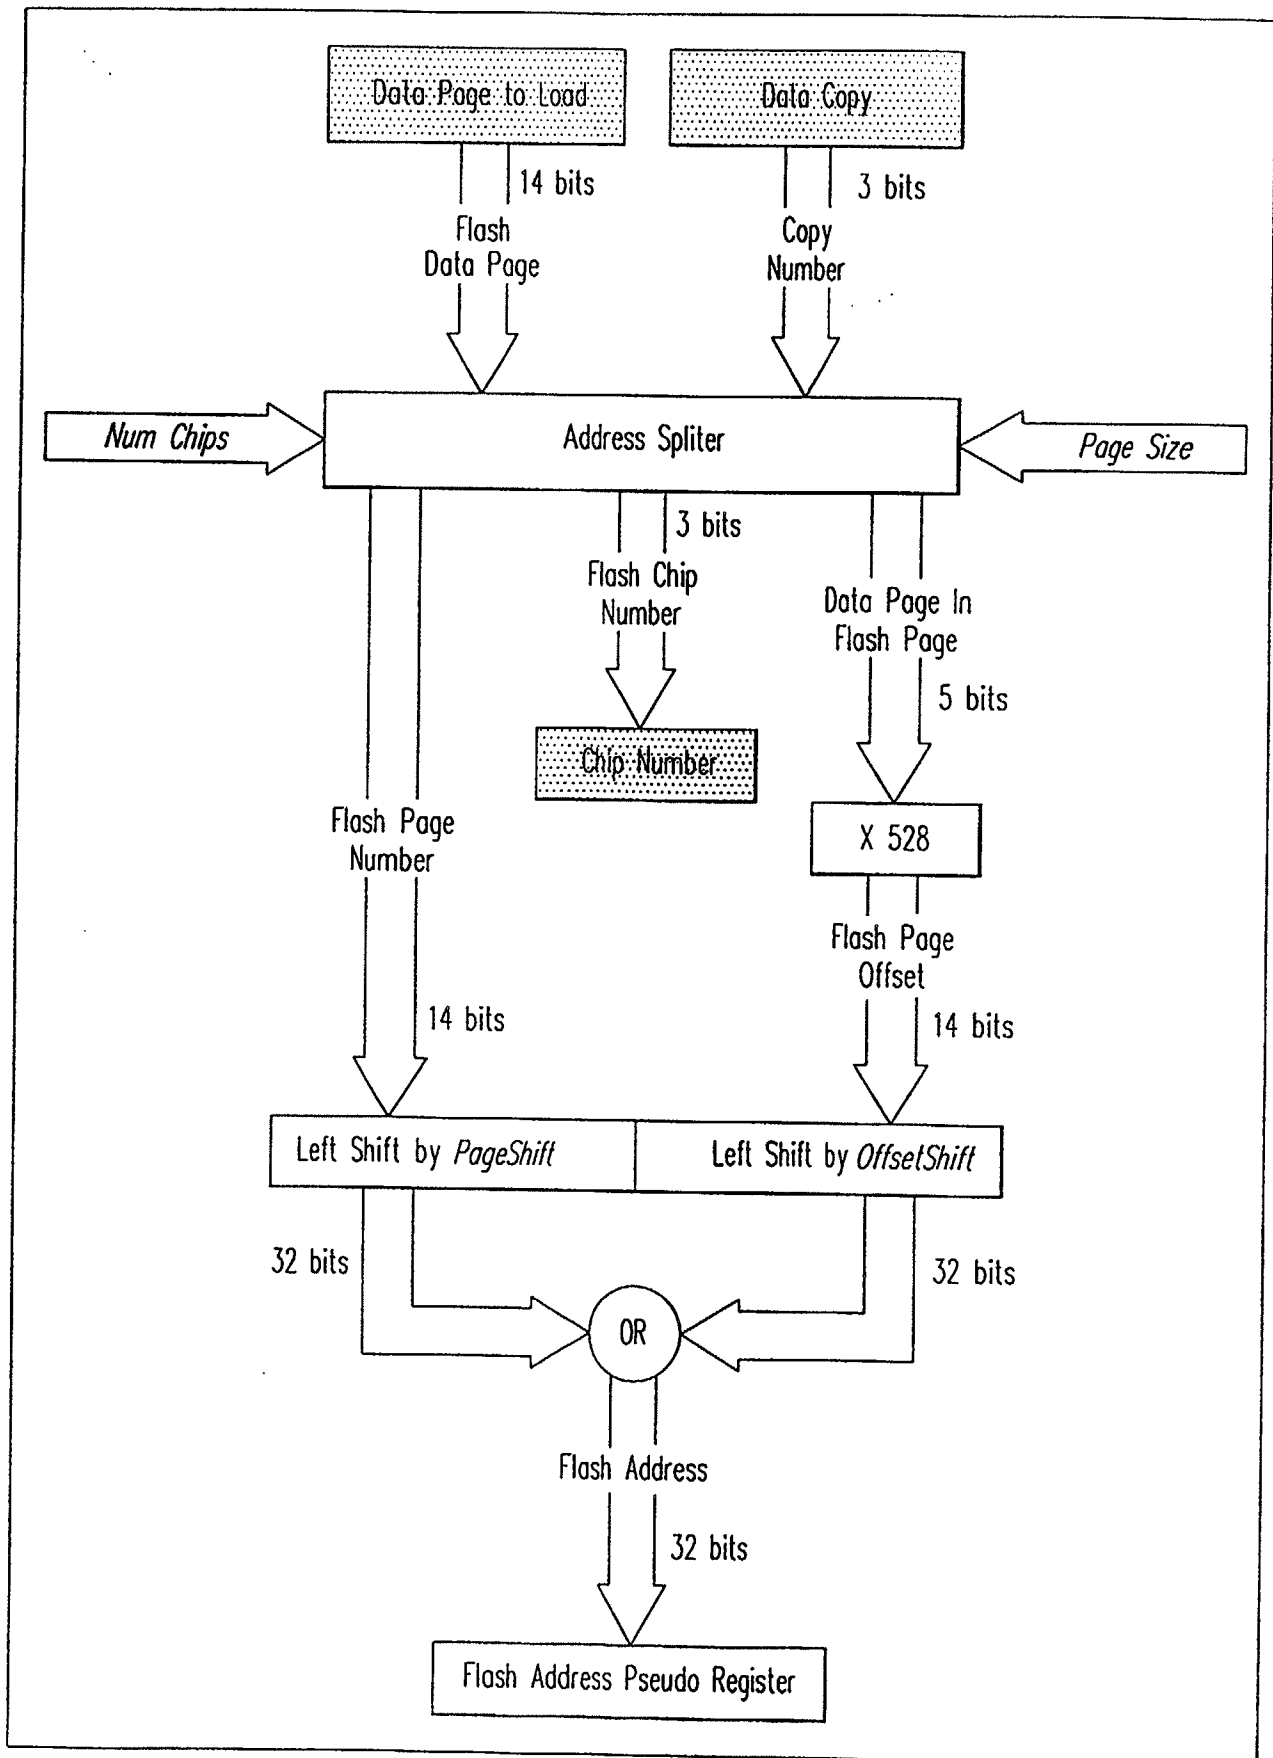 Data Page to Load
Data Copy
14 bits
3 bits
Flash
Data Page
Copy
Number
Num Chips
Address Spliter
Page Size
3 bits
Flash Chip
Number
Data Page In
Flash Page
5 bits
Chip Number
Flash Page
Number
X 528
Flash Page
Offset
14 bits
14 bits
Left Shift by PageShift
Left Shift by OffsetShift
32 bits
32 bits
OR
Flash Address
32 bits
Flash Address Pseudo Register